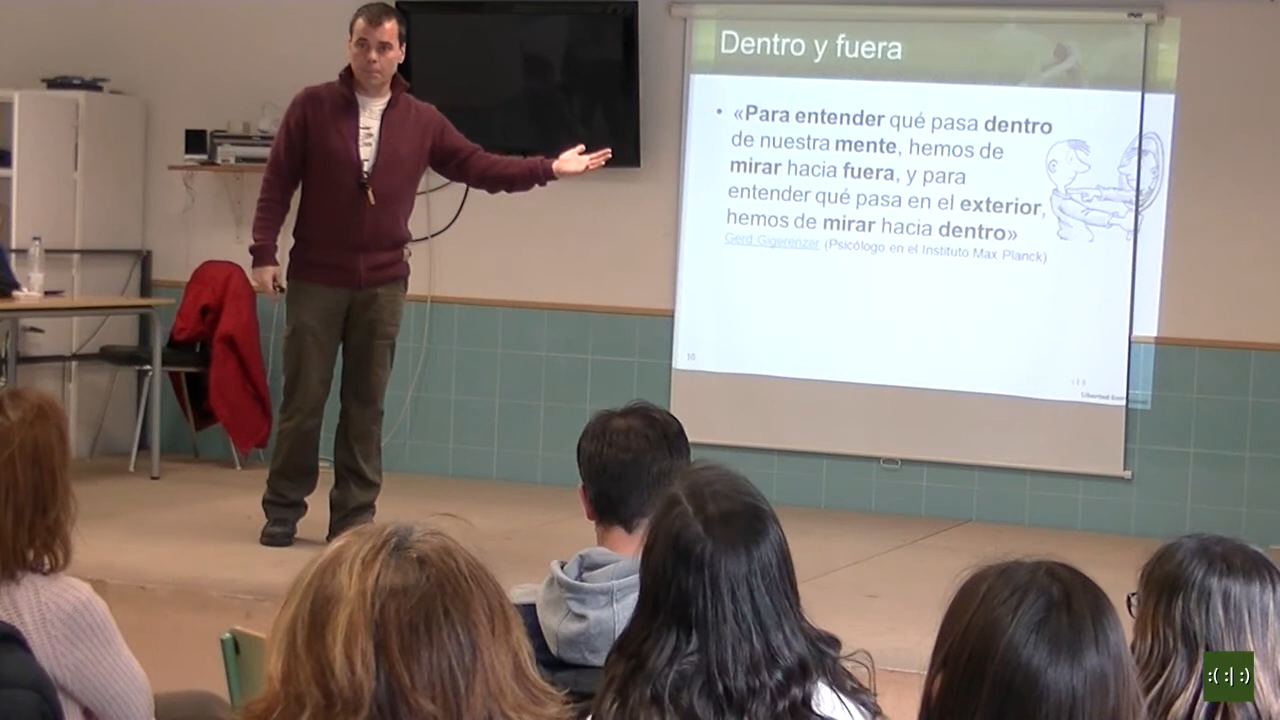 Dentro y fuera
• «Para entender qué pasa dentro
de nuestra mente, hemos de
mirar hacia fuera, y para
entender qué pasa en el exterior,
hemos de mirar hacia dentro»
Gerd Gigerenzer (Psicólogo en el Instituto Max Planck)
10
:( :| :)